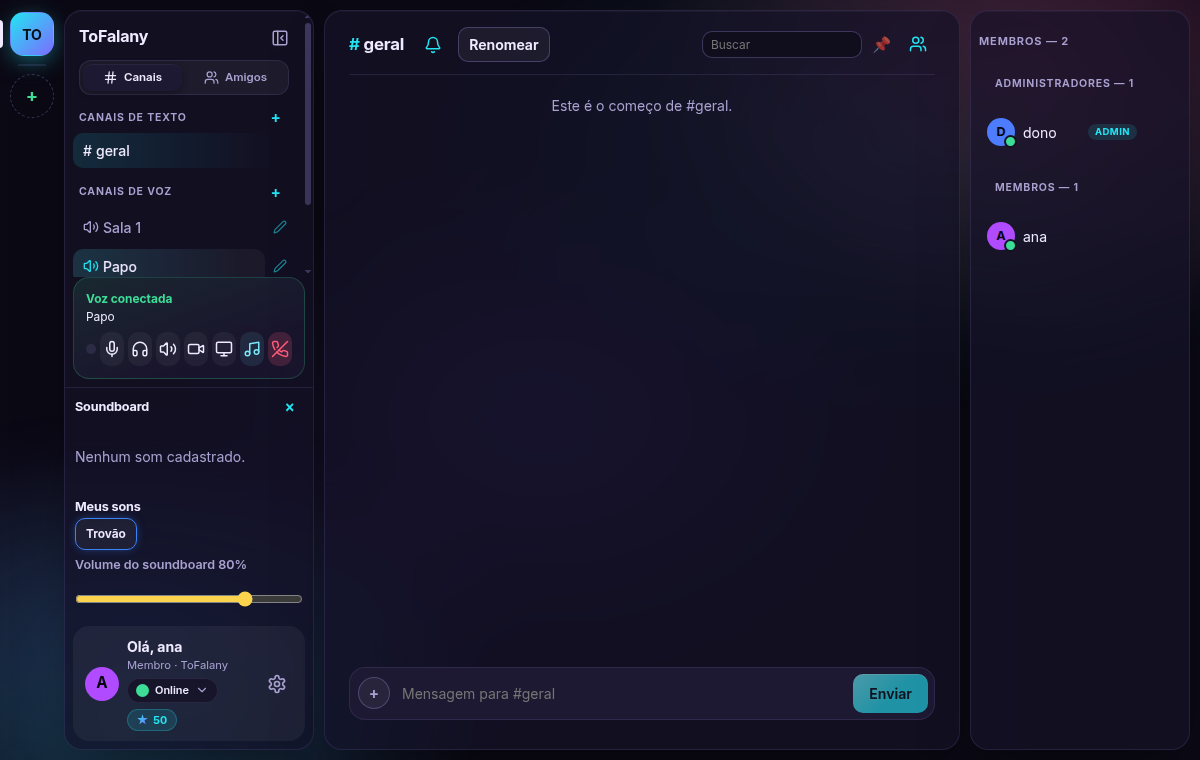 TO
+
ToFalany
Canais
Amigos
CANAIS DE TEXTO +
# geral
CANAIS DE VOZ +
Sala 1
Papo
Voz conectada
Papo
Soundboard ×
Nenhum som cadastrado.
Meus sons
Trovão
Volume do soundboard 80%
A
Olá, ana
Membro · ToFalany
Online
★ 50
# geral
Renomear
Buscar
Este é o começo de #geral.
+
Mensagem para #geral
Enviar
MEMBROS — 2
ADMINISTRADORES — 1
D
dono
ADMIN
MEMBROS — 1
A
ana